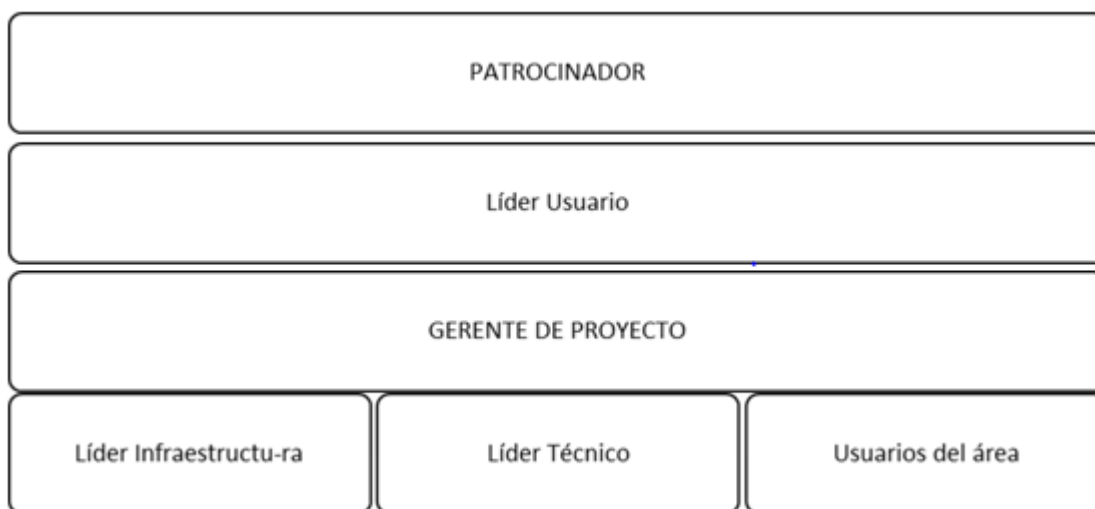 PATROCINADOR
Líder Usuario
GERENTE DE PROYECTO
Líder Infraestructu-ra
Líder Técnico
Usuarios del área